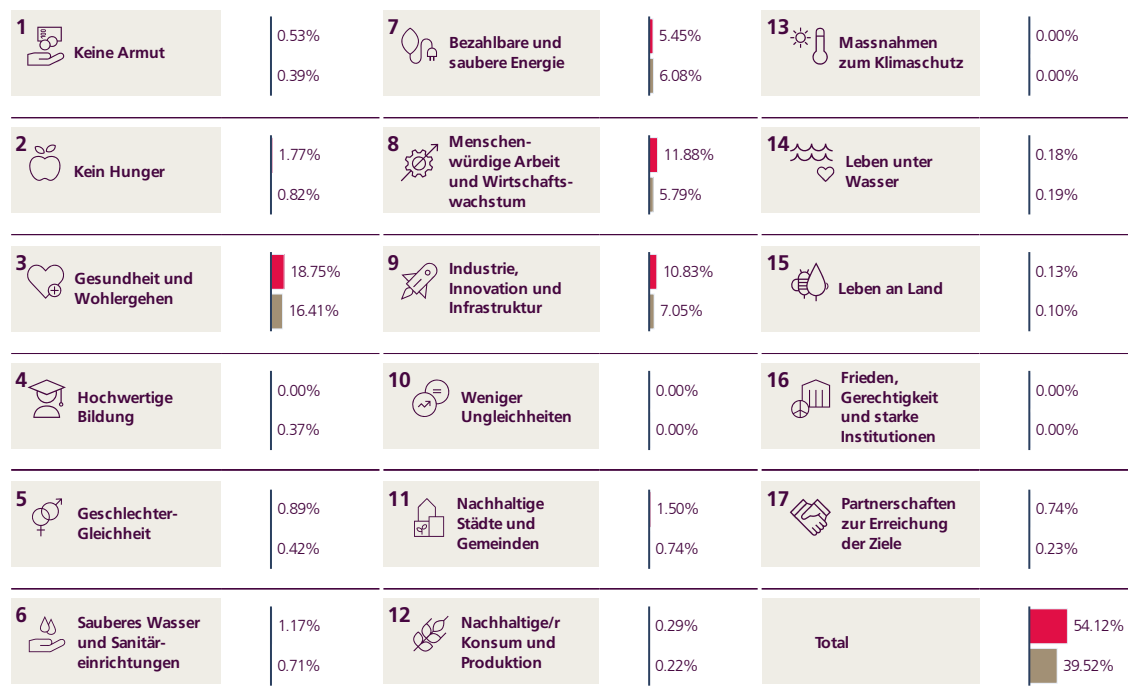 1
Keine Armut
0.53%
0.39%
2
Kein Hunger
1.77%
0.82%
3
Gesundheit und
Wohlergehen
18.75%
16.41%
4
Hochwertige
Bildung
0.00%
0.37%
5
Geschlechter-
Gleichheit
0.89%
0.42%
6
Sauberes Wasser
und Sanitär-
einrichtungen
1.17%
0.71%
7
Bezahlbare und
saubere Energie
5.45%
6.08%
8
Menschen-
würdige Arbeit
und Wirtschafts-
wachstum
11.88%
5.79%
9
Industrie,
Innovation und
Infrastruktur
10.83%
7.05%
10
Weniger
Ungleichheiten
0.00%
0.00%
11
Nachhaltige
Städte und
Gemeinden
1.50%
0.74%
12
Nachhaltige/r
Konsum und
Produktion
0.29%
0.22%
13
Massnahmen
zum Klimaschutz
0.00%
0.00%
14
Leben unter
Wasser
0.18%
0.19%
15
Leben an Land
0.13%
0.10%
16
Frieden,
Gerechtigkeit
und starke
Institutionen
0.00%
0.00%
17
Partnerschaften
zur Erreichung
der Ziele
0.74%
0.23%
Total
54.12%
39.52%